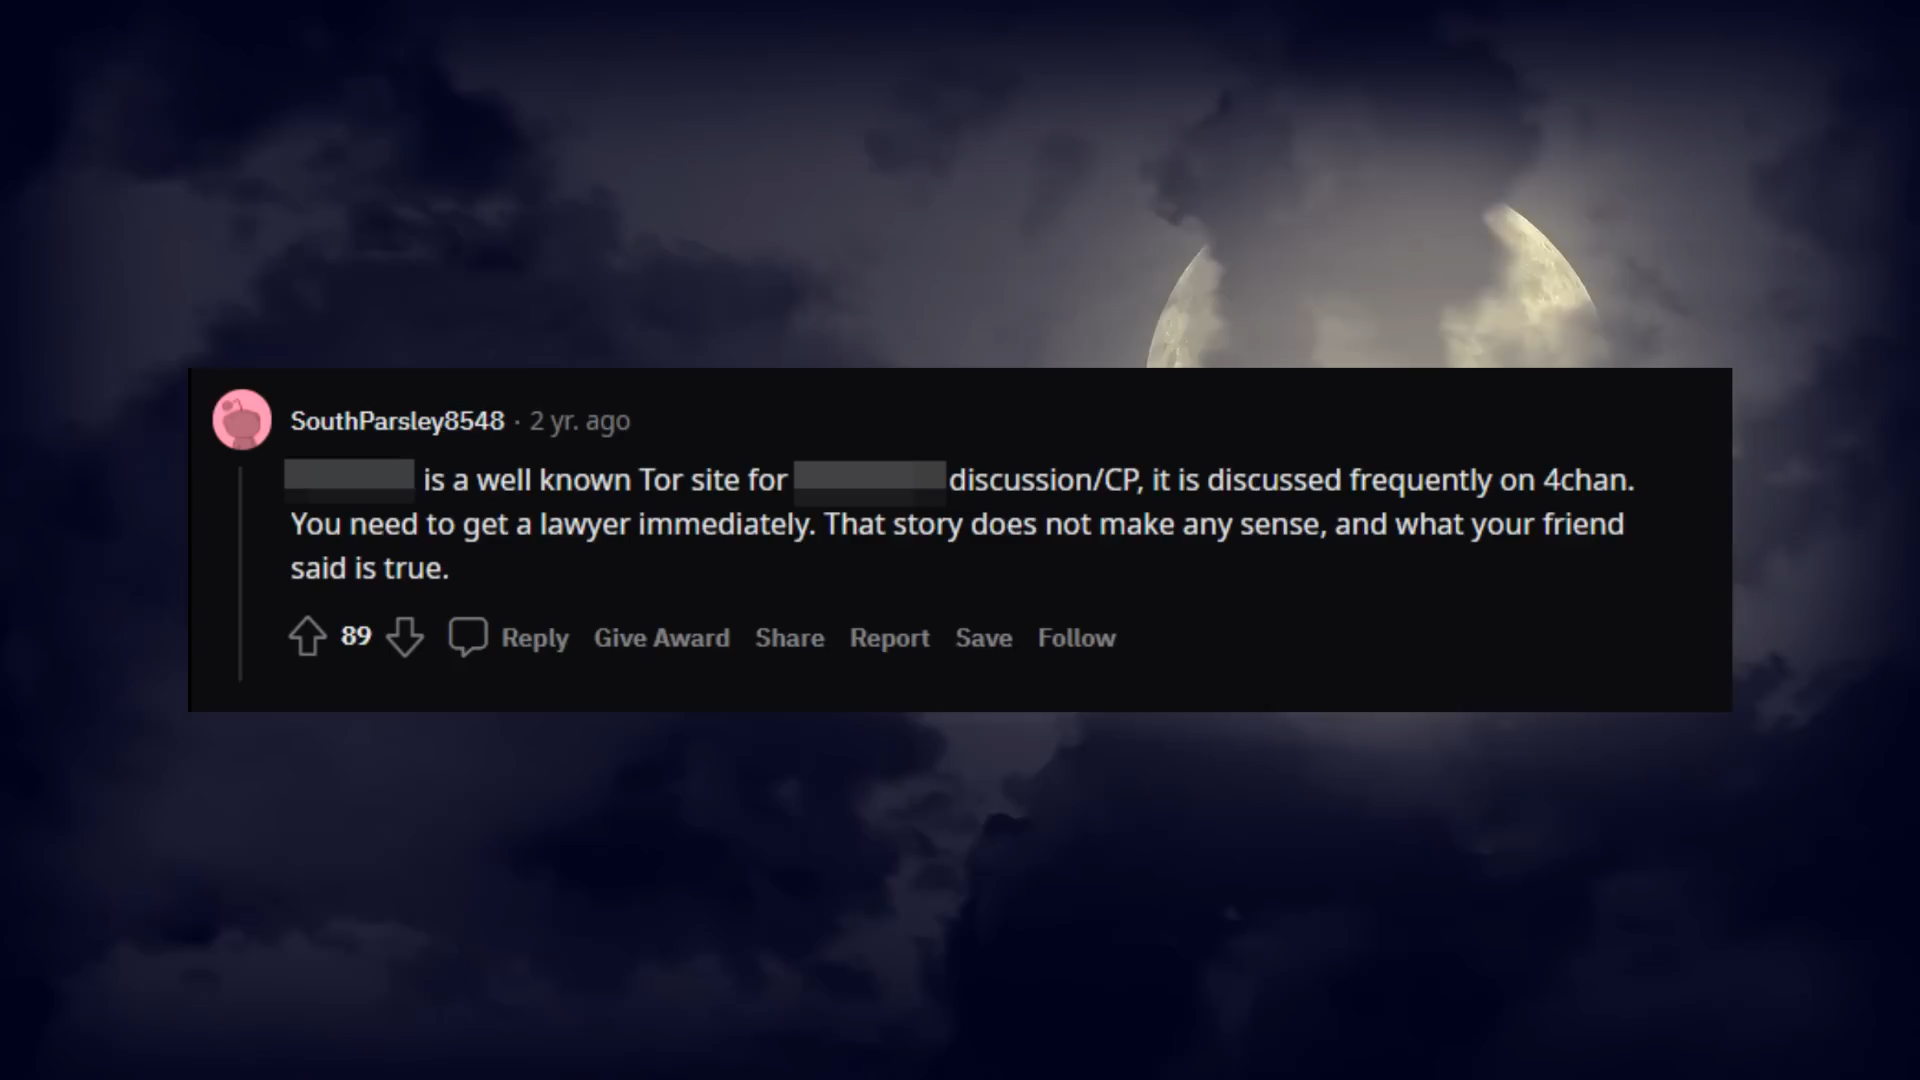 SouthParsley8548 · 2 yr. ago
is a well known Tor site for discussion/CP, it is discussed frequently on 4chan.
You need to get a lawyer immediately. That story does not make any sense, and what your friend
said is true.
89 Reply Give Award Share Report Save Follow